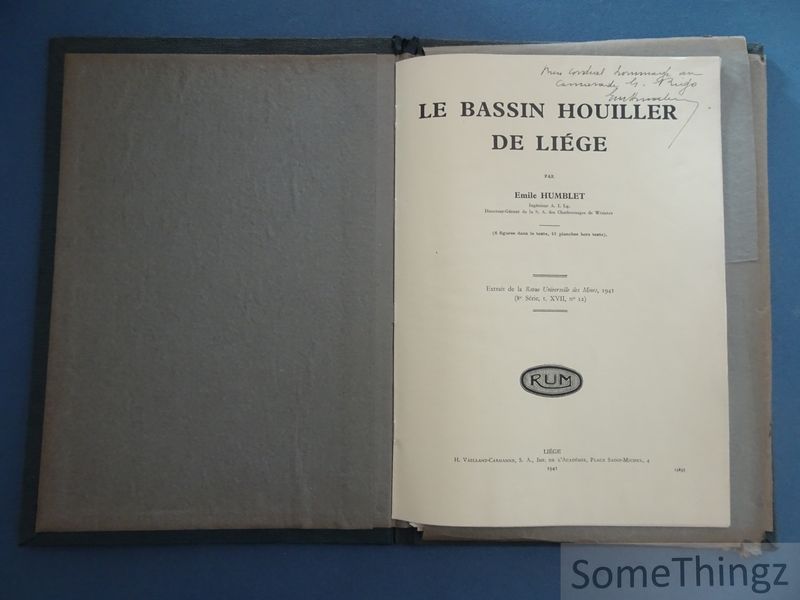 Bien cordial hommage au
camarade
LE BASSIN HOUILLER
DE LIÉGE
PAR
Emile HUMBLET
Ingénieur A. I. Lg.
Directeur-Gérant de la S. A. des Charbonnages de Wérister
(8 figures dans le texte, 11 planches hors texte).
Extrait de la Revue Universelle des Mines, 1941
(8e Série, t. XVII, no 12)
RUM
LIÉGE
H. Vaillant-Carmanne, S. A., Imp. de l'Académie, Place Saint-Michel, 4
1941
SomeThingz